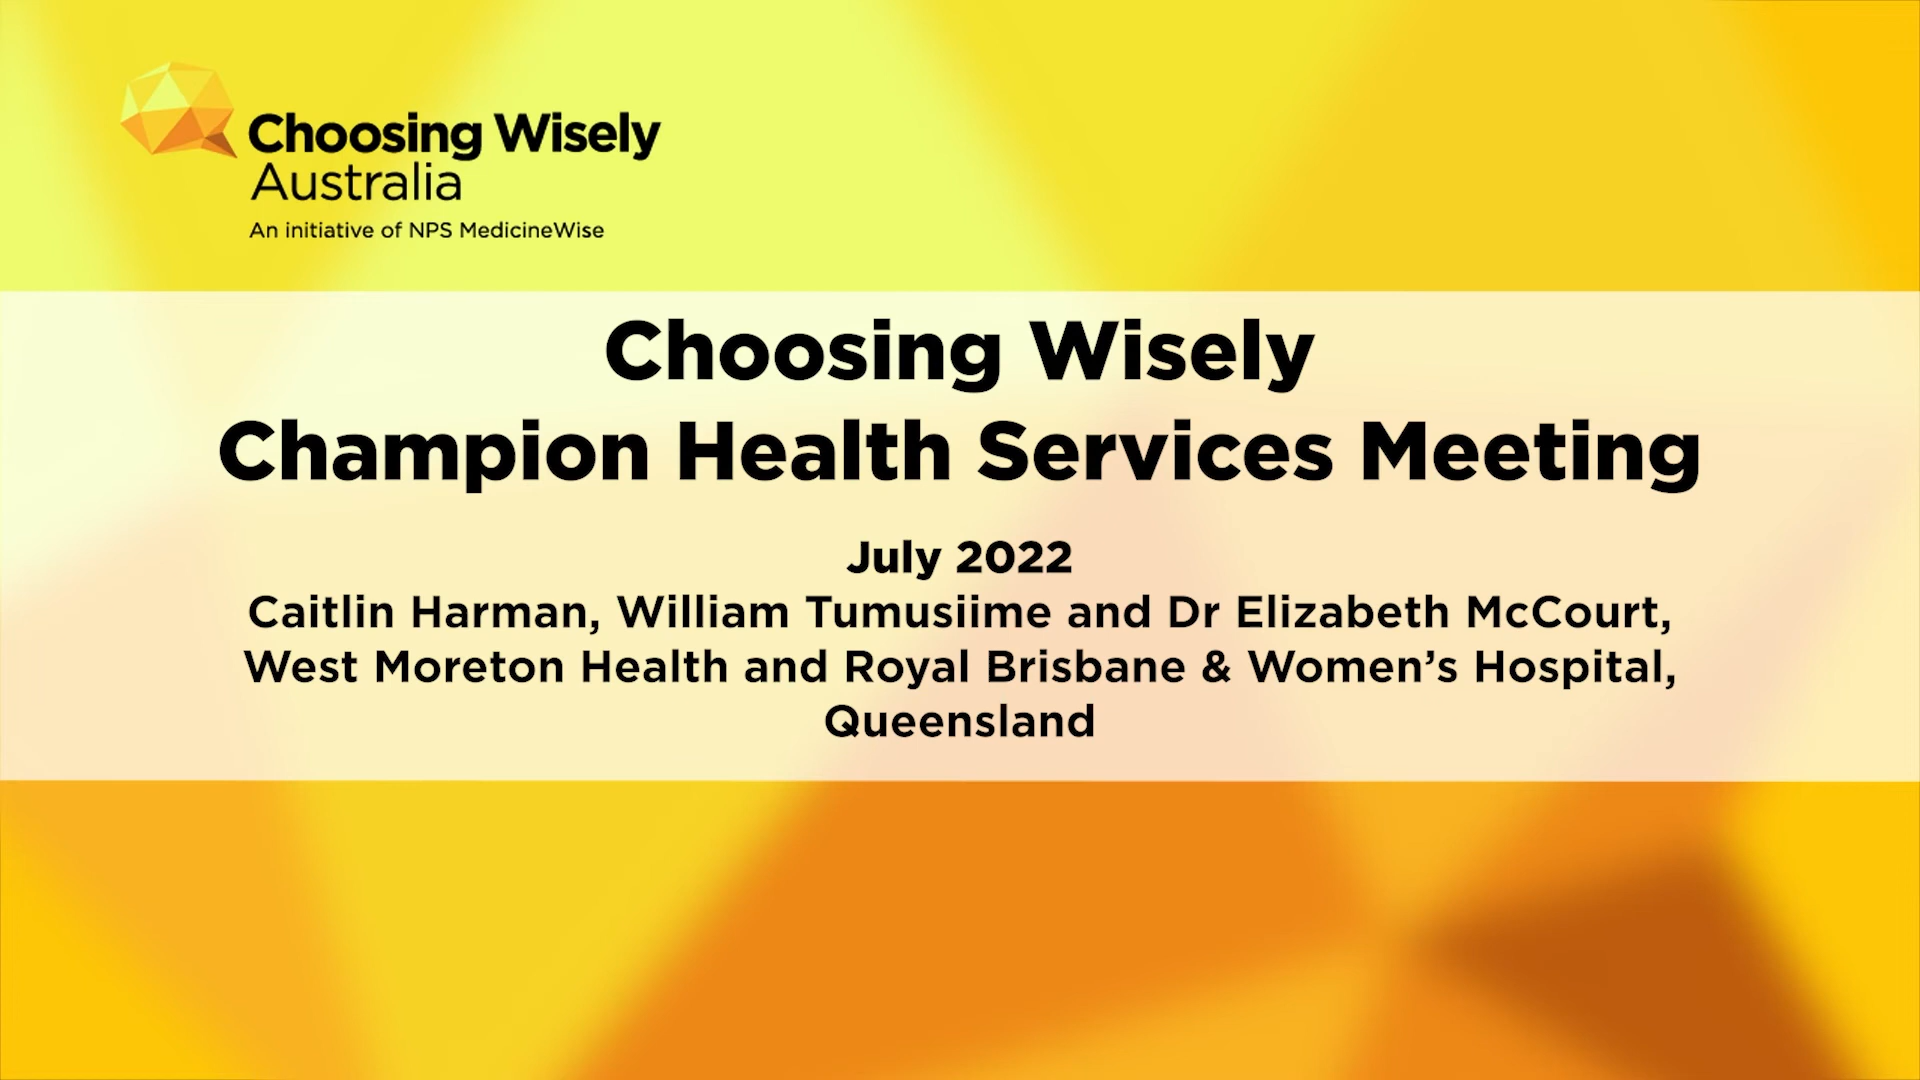 Choosing Wisely
Australia
An initiative of NPS MedicineWise
Choosing Wisely
Champion Health Services Meeting
July 2022
Caitlin Harman, William Tumusiime and Dr Elizabeth McCourt,
West Moreton Health and Royal Brisbane & Women’s Hospital,
Queensland